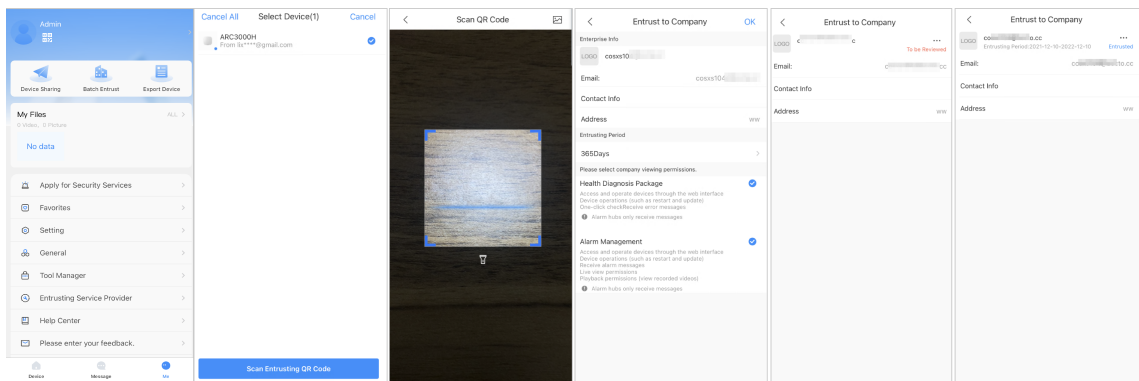 Admin
Device Sharing
Batch Entrust
Export Device
My Files
ALL >
0 Video, 0 Picture
No data
Apply for Security Services
Favorites
Setting
General
Tool Manager
Entrusting Service Provider
Help Center
Please enter your feedback.
Device
Message
Me
Cancel All
Select Device(1)
Cancel
ARC3000H
From lix****@gmail.com
Scan Entrusting QR Code
Scan QR Code
Entrust to Company
OK
Enterprise Info
LOGO
cosxs10
Email:
cosxs104
Contact Info
Address
ww
Entrusting Period
365Days
Please select company viewing permissions.
Health Diagnosis Package
Access and operate devices through the web interface
Device operations (such as restart and update)
One-click checkReceive error messages
Alarm hubs only receive messages
Alarm Management
Access and operate devices through the web interface
Device operations (such as restart and update)
Receive alarm messages
Live view permissions
Playback permissions (view recorded videos)
Alarm hubs only receive messages
Entrust to Company
LOGO
c
c
...
To be Reviewed
Email:
c
cc
Contact Info
Address
ww
Entrust to Company
LOGO
o.cc
...
Entrusting Period:2021-12-10-2022-12-10
Entrusted
Email:
to.cc
Contact Info
Address
ww